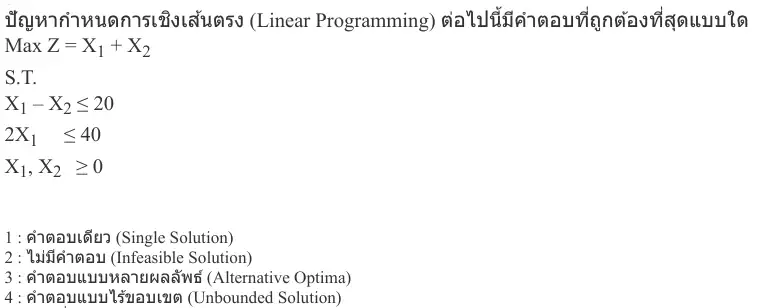 ปัญหากำหนดการเชิงเส้นตรง (Linear Programming) ต่อไปนี้มีคำตอบที่ถูกต้องที่สุดแบบใด
Max Z = X₁ + X₂
S.T.
X₁ – X₂ ≤ 20
2X₁ ≤ 40
X₁, X₂ ≥ 0
1 : คำตอบเดียว (Single Solution)
2 : ไม่มีคำตอบ (Infeasible Solution)
3 : คำตอบแบบหลายผลลัพธ์ (Alternative Optima)
4 : คำตอบแบบไร้ขอบเขต (Unbounded Solution)